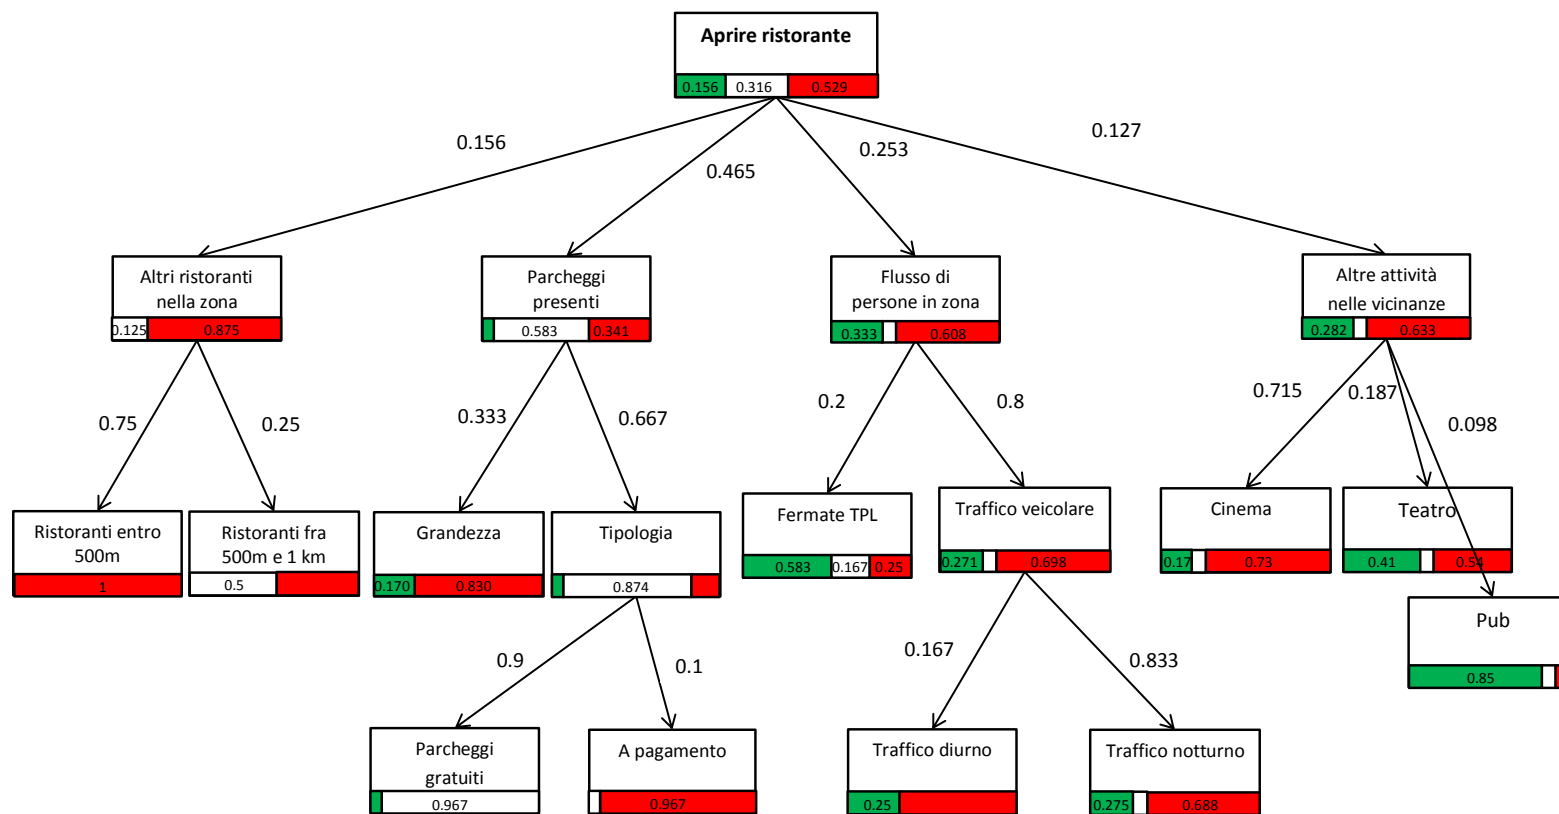 Aprire ristorante
0.156 0.316 0.529
0.156
0.465
0.253
0.127
Altri ristoranti
nella zona
0.125 0.875
Parcheggi
presenti
0.583 0.341
Flusso di
persone in zona
0.333 0.608
Altre attività
nelle vicinanze
0.282 0.633
0.75
0.25
0.333
0.667
0.2
0.8
0.715
0.187
0.098
Ristoranti entro
500m
1
Ristoranti fra
500m e 1 km
0.5
Grandezza
0.170 0.830
Tipologia
0.874
Fermate TPL
0.583 0.167 0.25
Traffico veicolare
0.271 0.698
Cinema
0.17 0.73
Teatro
0.41 0.54
Pub
0.85
0.9
0.1
0.167
0.833
Parcheggi
gratuiti
0.967
A pagamento
0.967
Traffico diurno
0.25
Traffico notturno
0.275 0.688